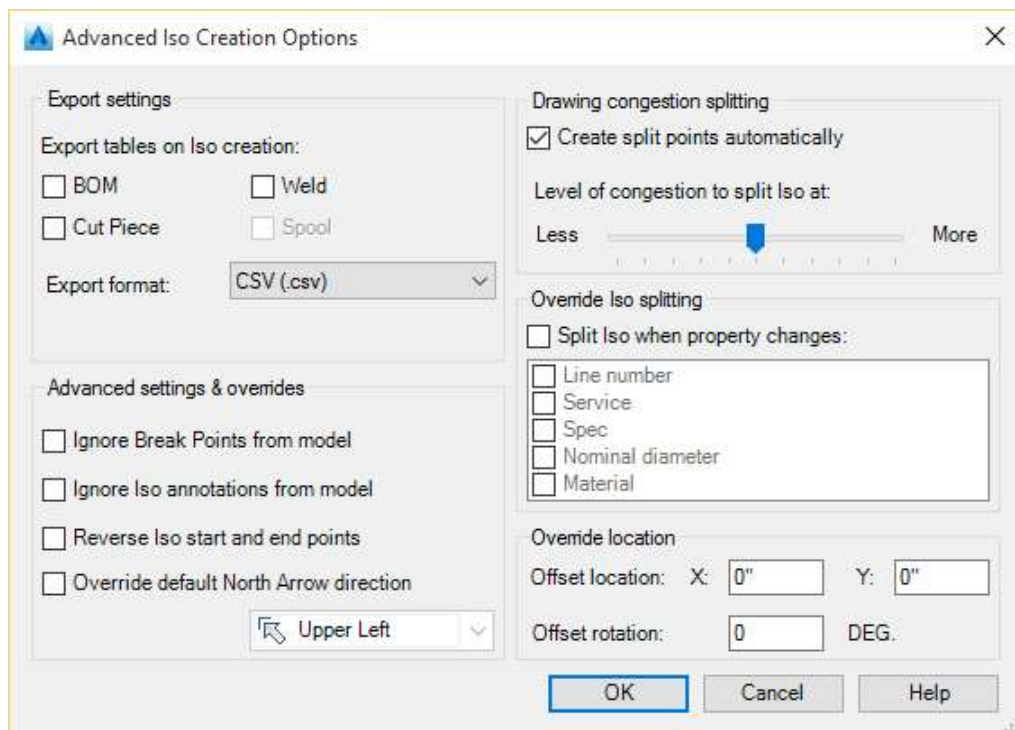 Advanced Iso Creation Options
Export settings
Export tables on Iso creation:
BOM
Weld
Cut Piece
Spool
Export format:
CSV (.csv)
Advanced settings & overrides
Ignore Break Points from model
Ignore Iso annotations from model
Reverse Iso start and end points
Override default North Arrow direction
Upper Left
Drawing congestion splitting
Create split points automatically
Level of congestion to split Iso at:
Less
More
Override Iso splitting
Split Iso when property changes:
Line number
Service
Spec
Nominal diameter
Material
Override location
Offset location: X: 0" Y: 0"
Offset rotation: 0 DEG.
OK
Cancel
Help